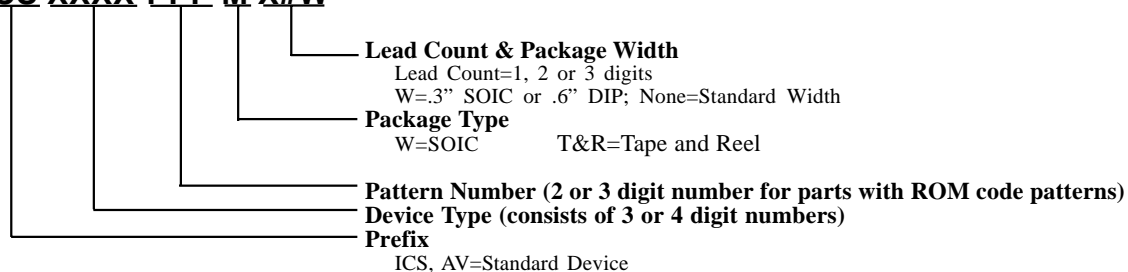 Lead Count & Package Width
Lead Count=1, 2 or 3 digits
W=.3” SOIC or .6” DIP; None=Standard Width
Package Type
W=SOIC T&R=Tape and Reel
Pattern Number (2 or 3 digit number for parts with ROM code patterns)
Device Type (consists of 3 or 4 digit numbers)
Prefix
ICS, AV=Standard Device